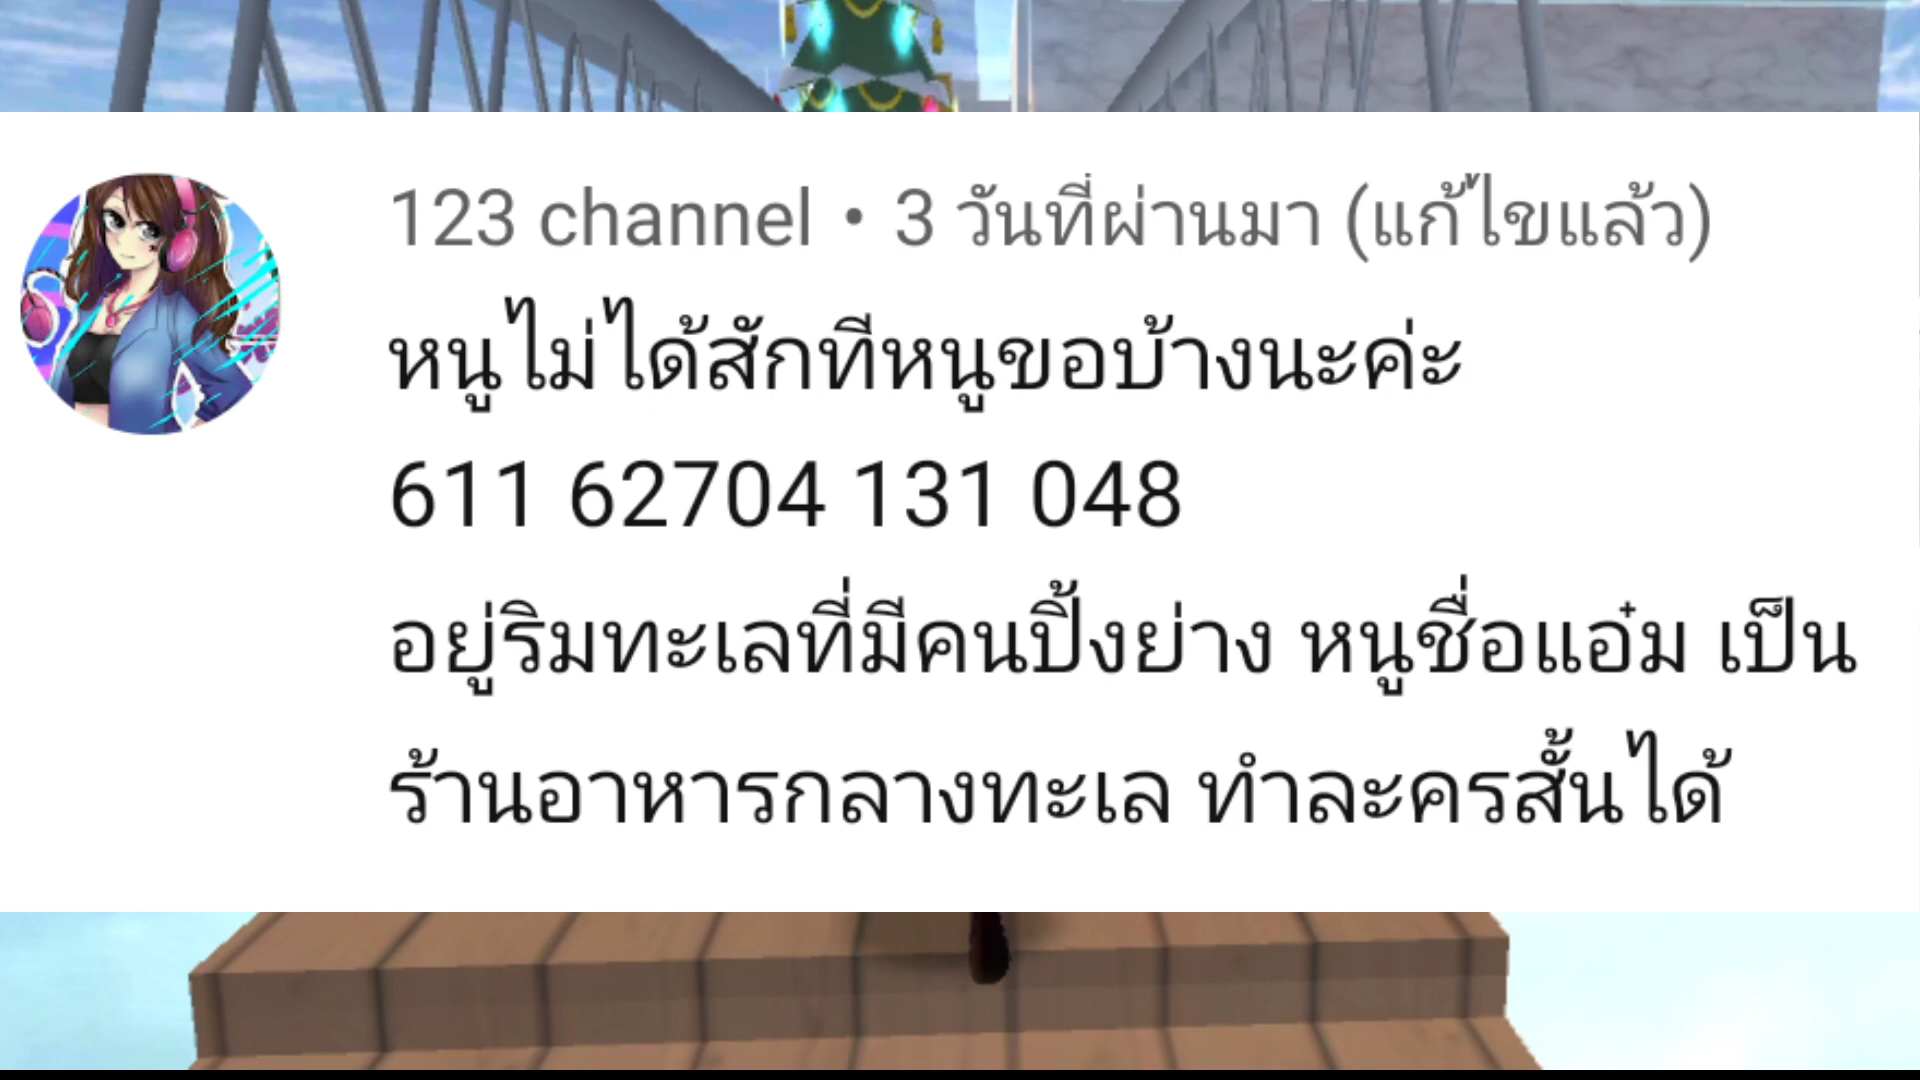 123 channel • 3 วันที่ผ่านมา (แก้ไขแล้ว)
หนูไม่ได้สักทีหนูขอบ้างนะค่ะ
611 62704 131 048
อยู่ริมทะเลที่มีคนปิ้งย่าง หนูชื่อแอ๋ม เป็น
ร้านอาหารกลางทะเล ทำละครสั้นได้